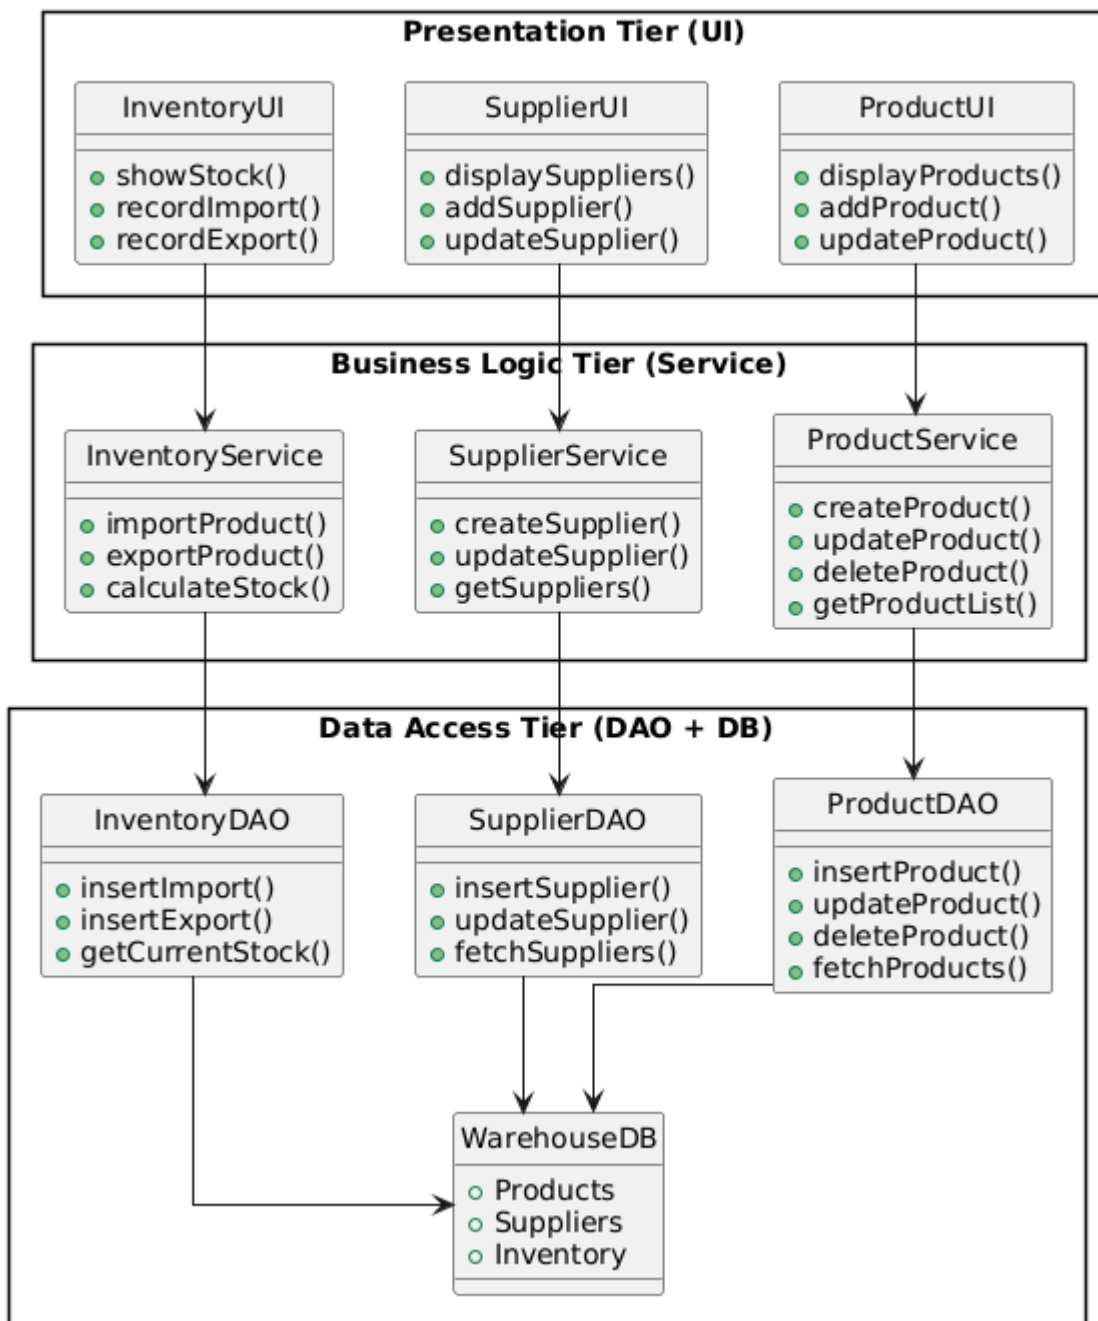 Presentation Tier (UI)
InventoryUI
showStock()
recordImport()
recordExport()
SupplierUI
displaySuppliers()
addSupplier()
updateSupplier()
ProductUI
displayProducts()
addProduct()
updateProduct()
Business Logic Tier (Service)
InventoryService
importProduct()
exportProduct()
calculateStock()
SupplierService
createSupplier()
updateSupplier()
getSuppliers()
ProductService
createProduct()
updateProduct()
deleteProduct()
getProductList()
Data Access Tier (DAO + DB)
InventoryDAO
insertImport()
insertExport()
getCurrentStock()
SupplierDAO
insertSupplier()
updateSupplier()
fetchSuppliers()
ProductDAO
insertProduct()
updateProduct()
deleteProduct()
fetchProducts()
WarehouseDB
Products
Suppliers
Inventory